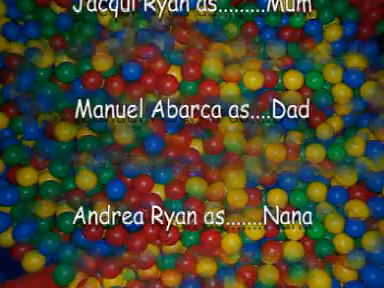 Jacqui Ryan as.........Mum
Manuel Abarca as....Dad
Andrea Ryan as.......Nana